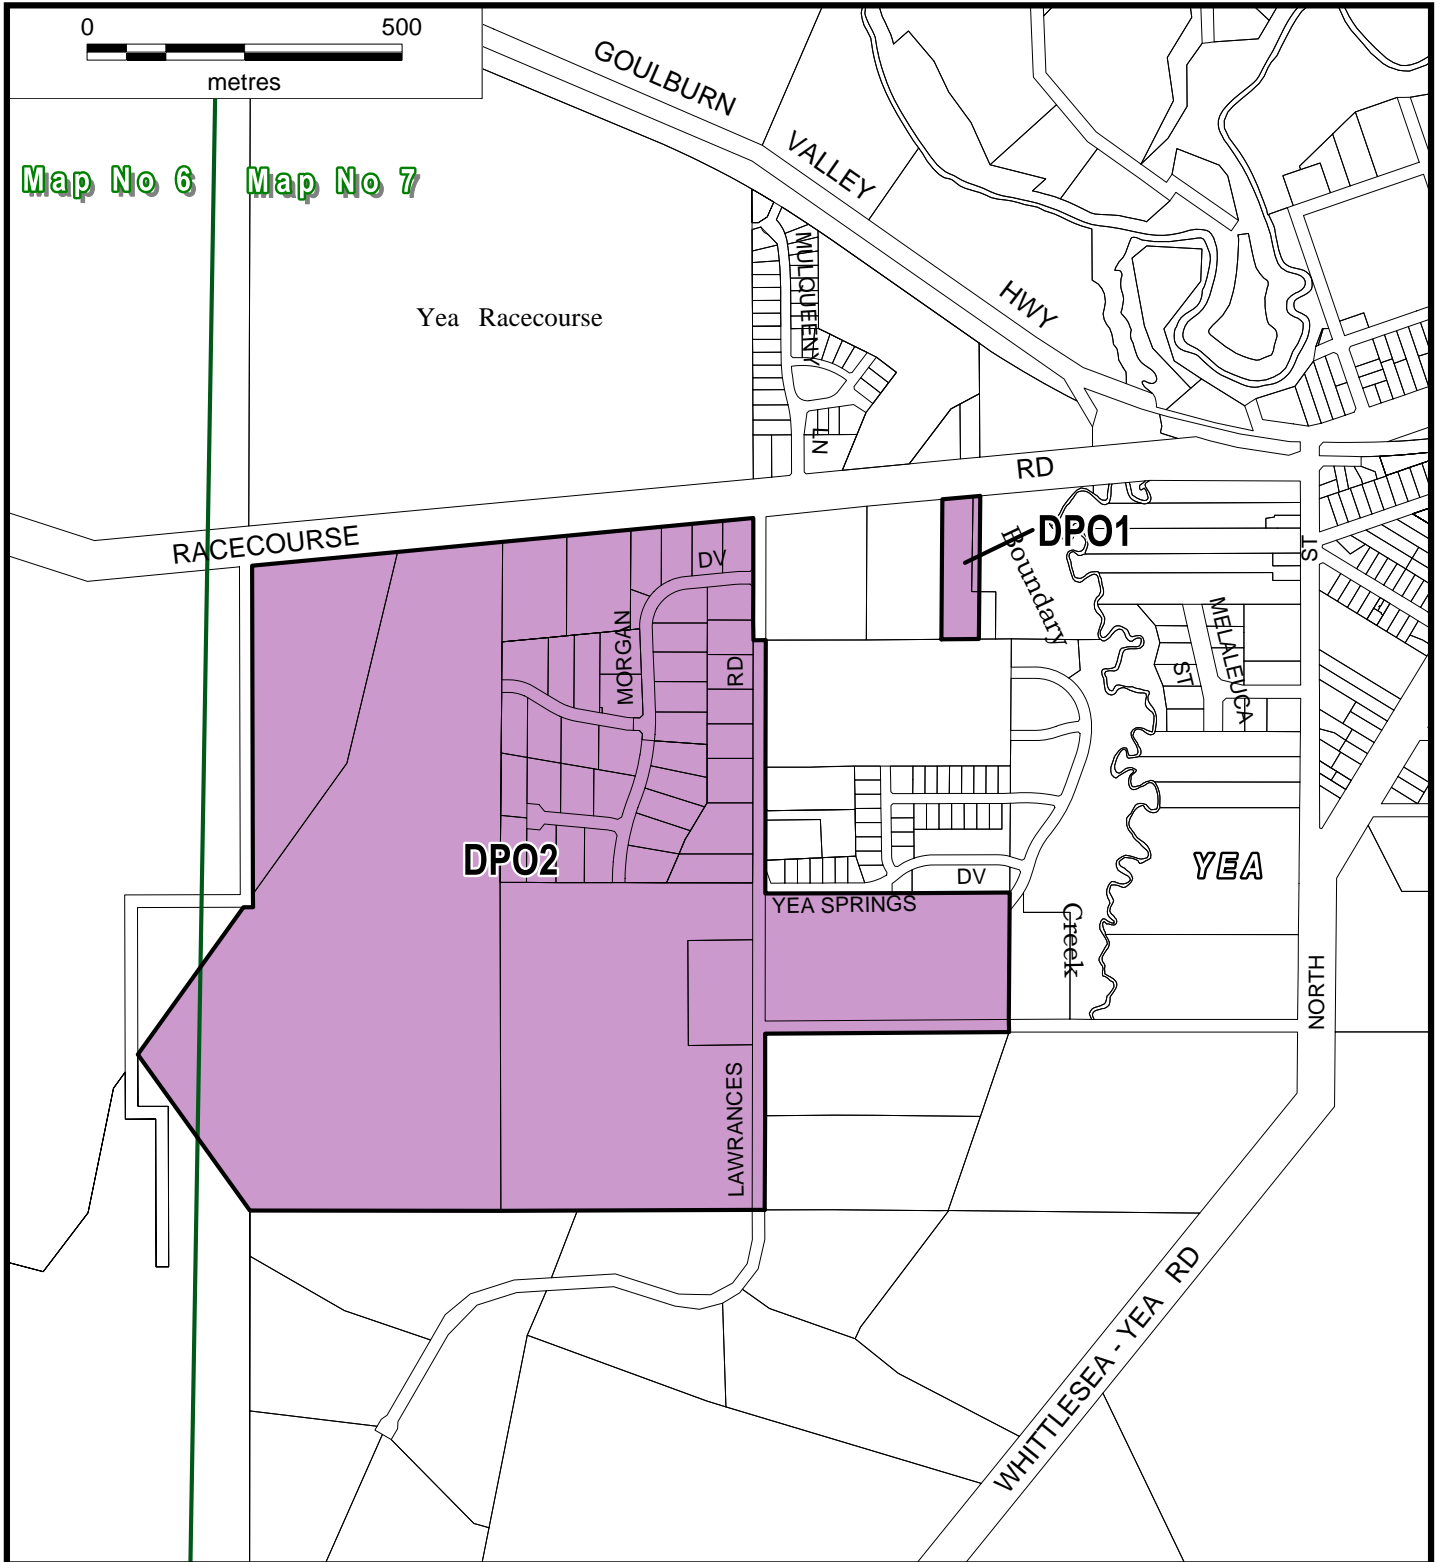 0 500
metres
Map No 6
Map No 7
GOULBURN
VALLEY
HWY
Yea Racecourse
MULQUEENY
LN
RD
RACECOURSE
DPO1
Boundary
ST
DV
MORGAN
RD
MELALEUCA
ST
DPO2
YEA
DV
YEA SPRINGS
Creek
NORTH
LAWRANCES
WHITTLESEA - YEA RD